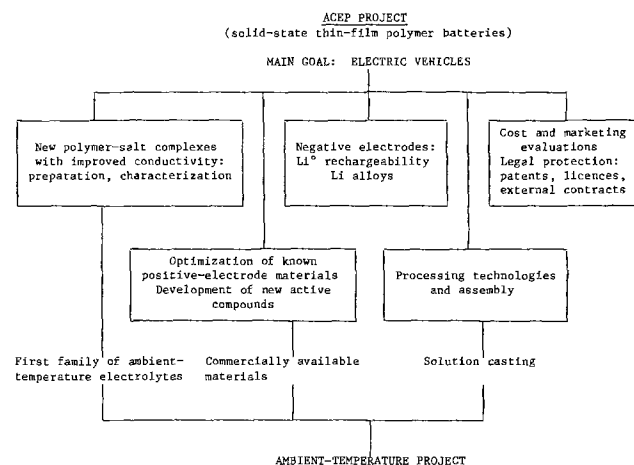 ACEP PROJECT
(solid-state thin-film polymer batteries)
MAIN GOAL: ELECTRIC VEHICLES
New polymer-salt complexes
with improved conductivity:
preparation, characterization
Negative electrodes:
Li° rechargeability
Li alloys
Cost and marketing
evaluations
Legal protection:
patents, licences,
external contracts
Optimization of known
positive-electrode materials
Development of new active
compounds
Processing technologies
and assembly
First family of ambient-
temperature electrolytes
Commercially available
materials
Solution casting
AMBIENT-TEMPERATURE PROJECT